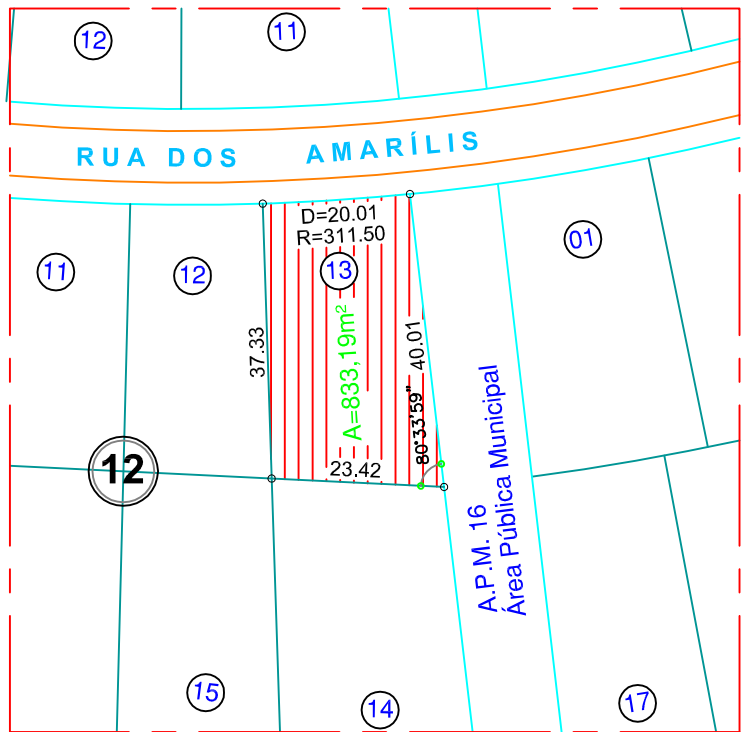 12
11
RUA DOS AMARÍLIS
D=20.01
R=311.50
11
12
13
01
37.33
A=833,19m²
40.01
80°33'59"
23.42
12
A.P.M. 16
Área Pública Municipal
15
14
17